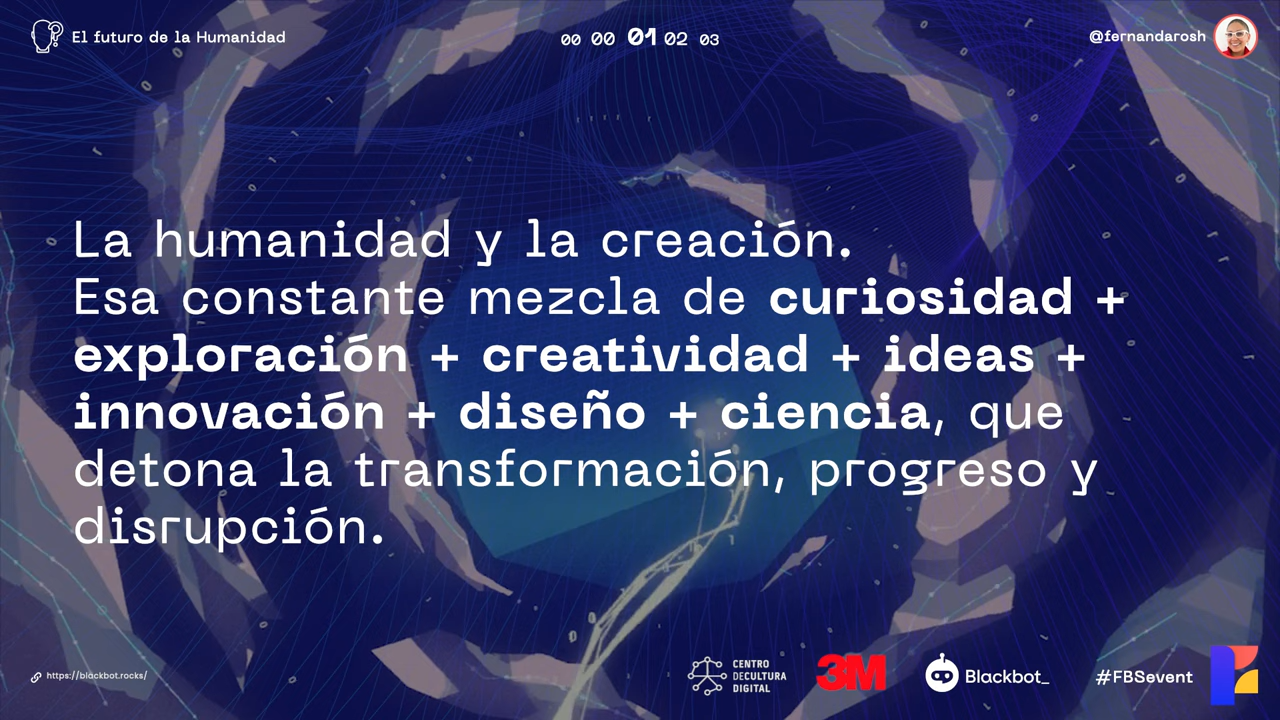 El futuro de la Humanidad
00 00 01 02 03
@fernandarosh
La humanidad y la creación.
Esa constante mezcla de curiosidad +
exploración + creatividad + ideas +
innovación + diseño + ciencia, que
detona la transformación, progreso y
disrupción.
https://blackbot.rocks/
CENTRO
DECULTURA
DIGITAL
3M
Blackbot_
#FBSevent